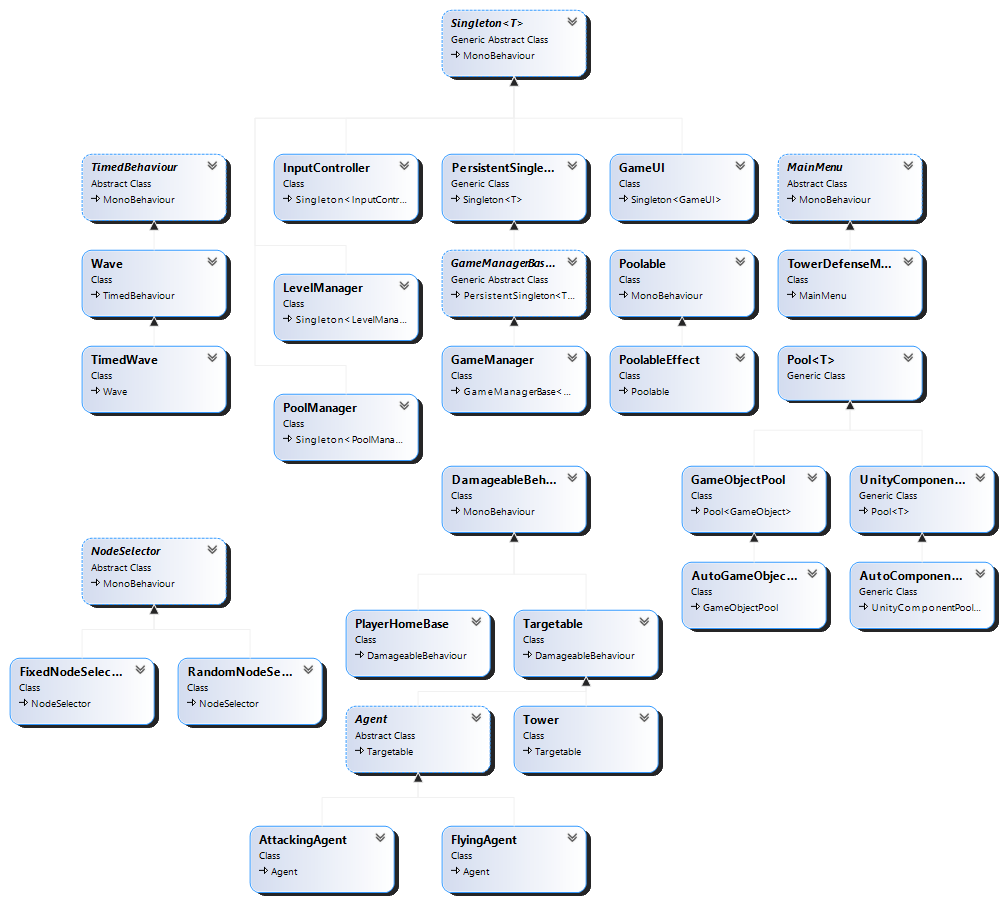 Singleton<T>
Generic Abstract Class
MonoBehaviour
TimedBehaviour
Abstract Class
MonoBehaviour
InputController
Class
Singleton<InputContr...
PersistentSingle...
Generic Class
Singleton<T>
GameUI
Class
Singleton<GameUI>
MainMenu
Abstract Class
MonoBehaviour
Wave
Class
TimedBehaviour
LevelManager
Class
Singleton<LevelMana...
GameManagerBas...
Generic Abstract Class
PersistentSingleton<T...
Poolable
Class
MonoBehaviour
TowerDefenseM...
Class
MainMenu
TimedWave
Class
Wave
PoolManager
Class
Singleton<PoolMana...
GameManager
Class
GameManagerBase<...
PoolableEffect
Class
Poolable
Pool<T>
Generic Class
DamageableBeh...
Class
MonoBehaviour
GameObjectPool
Class
Pool<GameObject>
UnityComponen...
Generic Class
Pool<T>
NodeSelector
Abstract Class
MonoBehaviour
AutoGameObjec...
Class
GameObjectPool
AutoComponen...
Generic Class
UnityComponentPool...
PlayerHomeBase
Class
DamageableBehaviour
Targetable
Class
DamageableBehaviour
FixedNodeSelec...
Class
NodeSelector
RandomNodeSe...
Class
NodeSelector
Agent
Abstract Class
Targetable
Tower
Class
Targetable
AttackingAgent
Class
Agent
FlyingAgent
Class
Agent